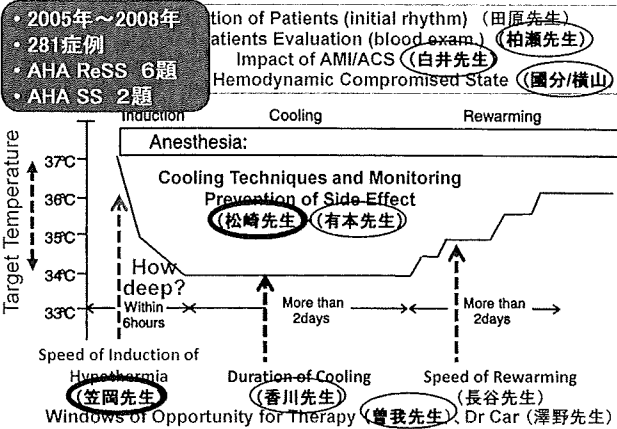 ・2005年～2008年
・281症例
・AHA ReSS 6題
・AHA SS 2題
tion of Patients (initial rhythm) （田原先生）
atients Evaluation (blood exam.) （柏瀬先生）
Impact of AMI/ACS （白井先生）
Hemodynamic Compromised State （國分/横山）
Induction Cooling Rewarming
Anesthesia:
Target Temperature
37℃
36℃
35℃
34℃
33℃
Cooling Techniques and Monitoring
Prevention of Side Effect
（松崎先生） （有本先生）
How
deep?
Within
6hours
More than
2days
More than
2days
Speed of Induction of
Hypothermia
（笠岡先生）
Duration of Cooling
（香川先生）
Speed of Rewarming
（長谷先生）
Windows of Opportunity for Therapy （曽我先生）、Dr Car （澤野先生）